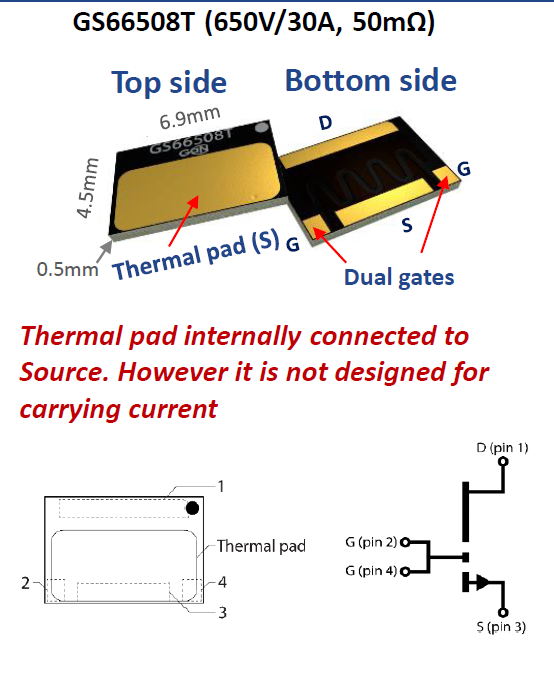 GS66508T (650V/30A, 50mΩ)
Top side
Bottom side
6.9mm
D
GS66508T
GaN
4.5mm
G
S
0.5mm
Thermal pad (S)
G
Dual gates
Thermal pad internally connected to
Source. However it is not designed for
carrying current
D (pin 1)
1
Thermal pad
G (pin 2)
G (pin 4)
2
4
3
S (pin 3)